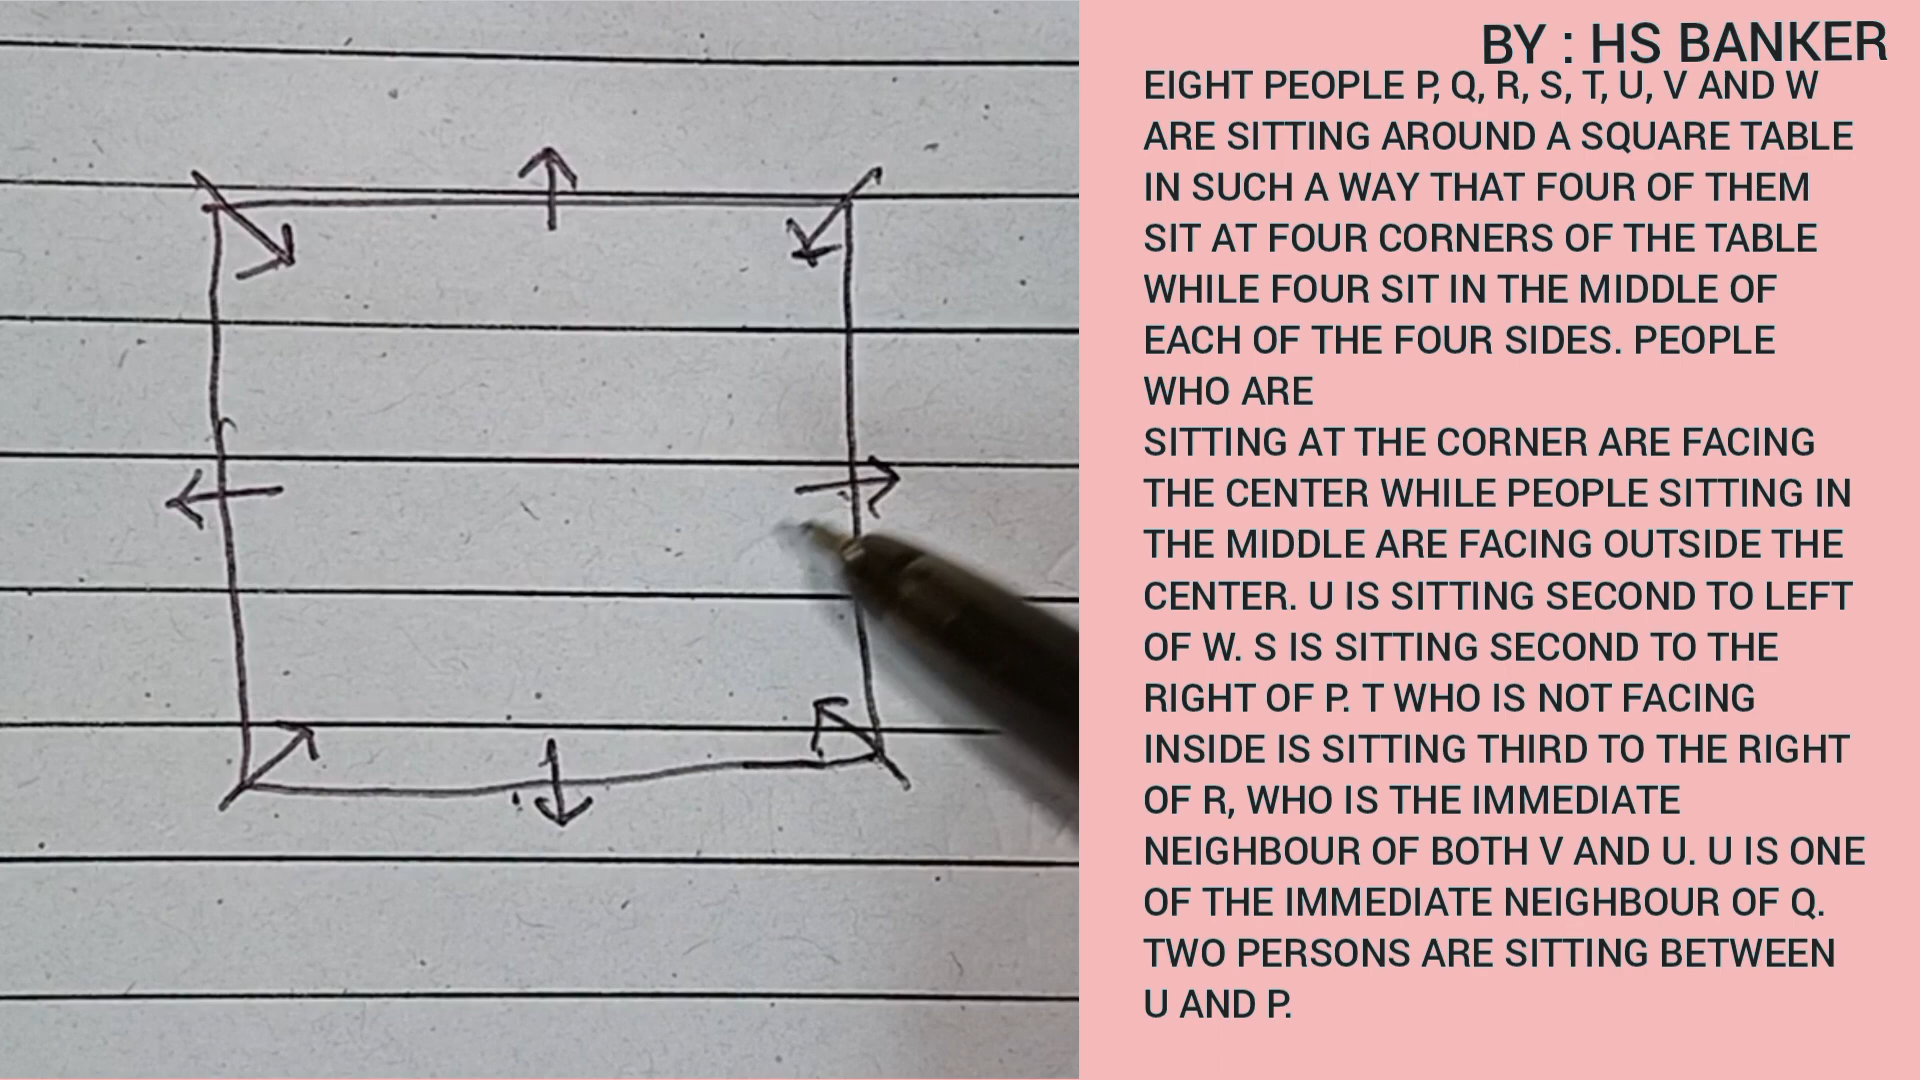 BY : HS BANKER
EIGHT PEOPLE P, Q, R, S, T, U, V AND W
ARE SITTING AROUND A SQUARE TABLE
IN SUCH A WAY THAT FOUR OF THEM
SIT AT FOUR CORNERS OF THE TABLE
WHILE FOUR SIT IN THE MIDDLE OF
EACH OF THE FOUR SIDES. PEOPLE
WHO ARE
SITTING AT THE CORNER ARE FACING
THE CENTER WHILE PEOPLE SITTING IN
THE MIDDLE ARE FACING OUTSIDE THE
CENTER. U IS SITTING SECOND TO LEFT
OF W. S IS SITTING SECOND TO THE
RIGHT OF P. T WHO IS NOT FACING
INSIDE IS SITTING THIRD TO THE RIGHT
OF R, WHO IS THE IMMEDIATE
NEIGHBOUR OF BOTH V AND U. U IS ONE
OF THE IMMEDIATE NEIGHBOUR OF Q.
TWO PERSONS ARE SITTING BETWEEN
U AND P.